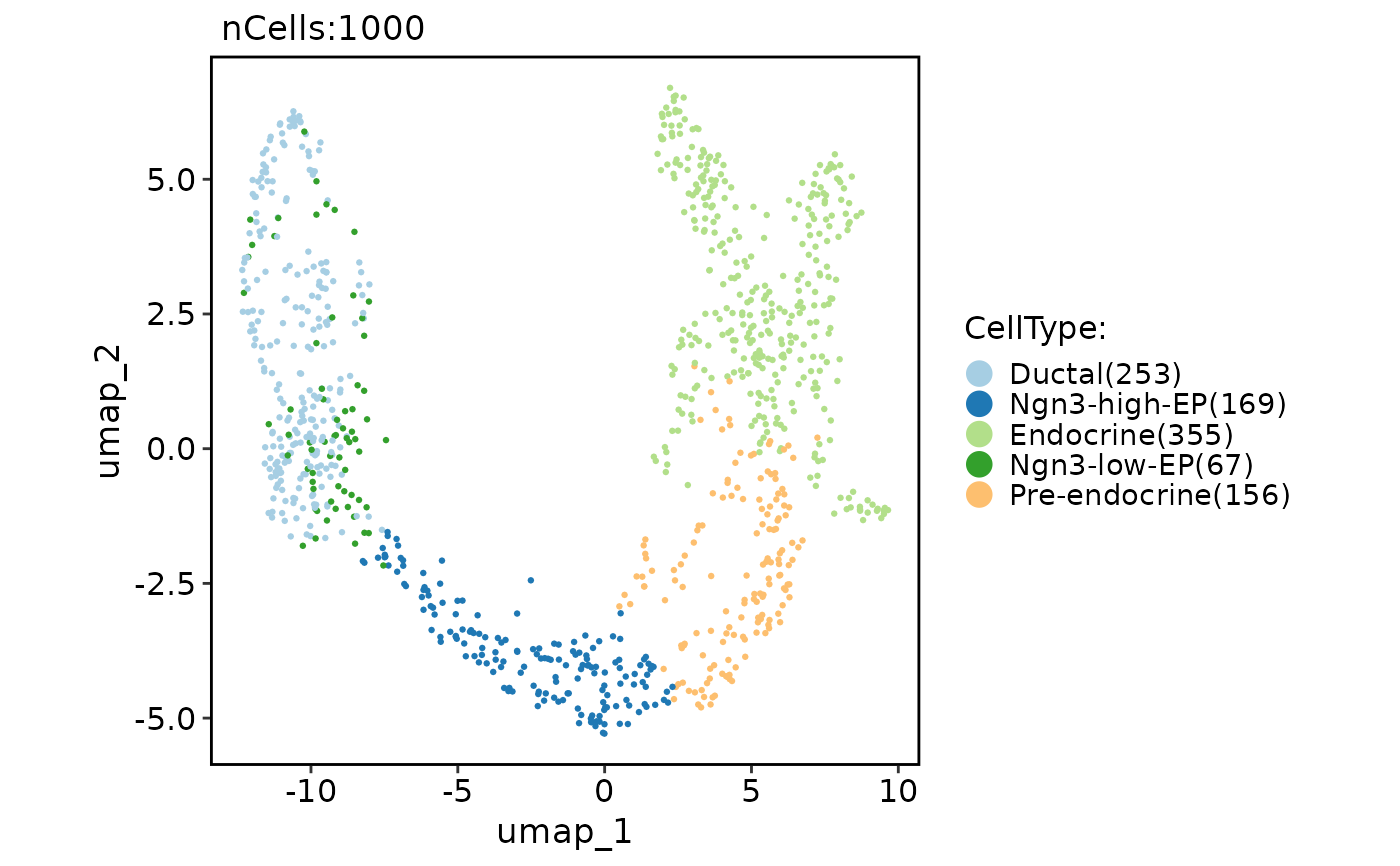 nCells:1000
umap_2
5.0
2.5
0.0
-2.5
-5.0
-10
-5
0
5
10
umap_1
CellType:
Ductal(253)
Ngn3-high-EP(169)
Endocrine(355)
Ngn3-low-EP(67)
Pre-endocrine(156)